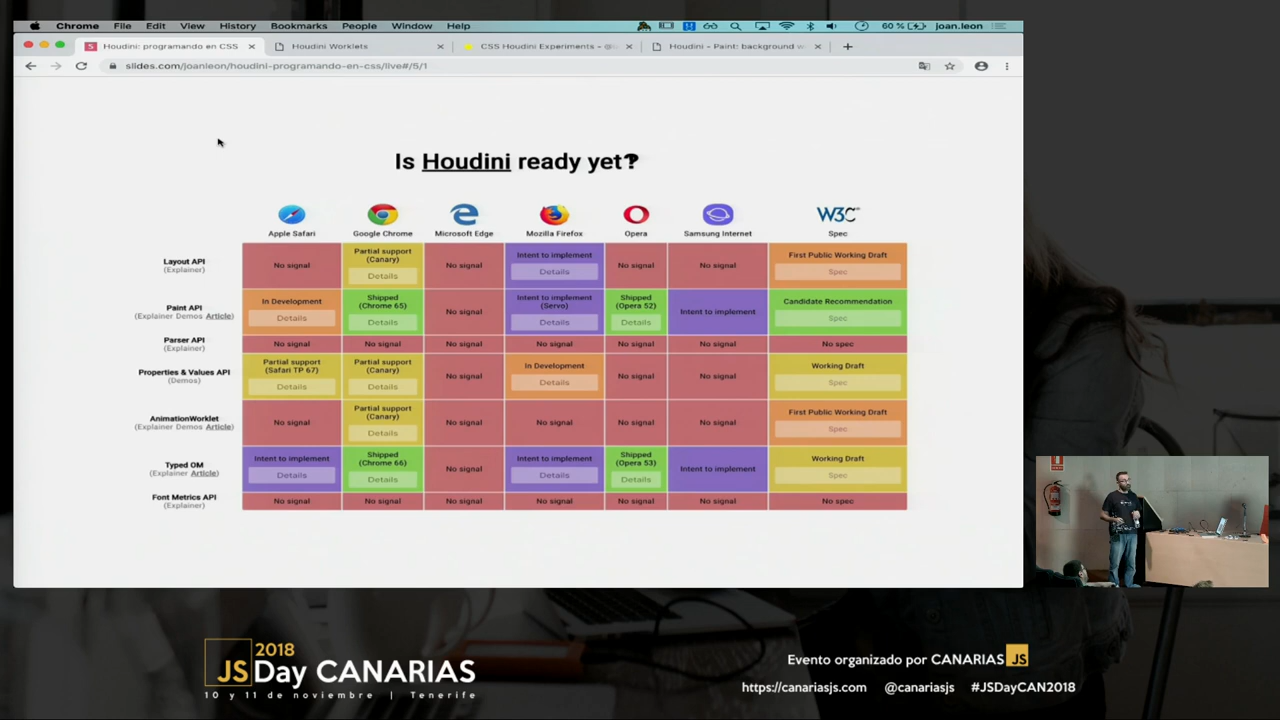 Chrome File Edit View History Bookmarks People Window Help 60 % joan.leon
Houdini: programando en CSS Houdini Worklets CSS Houdini Experiments – Houdini – Paint: background
slides.com/joanleon/houdini-programando-en-css/live#/5/1
Is Houdini ready yet‽
Apple Safari Google Chrome Microsoft Edge Mozilla Firefox Opera Samsung Internet W3C Spec
Layout API (Explainer) No signal Partial support (Canary) Details No signal Intent to implement Details No signal No signal First Public Working Draft Spec
Paint API (Explainer Demos Article) In Development Details Shipped (Chrome 65) Details No signal Intent to implement (Servo) Details Shipped (Opera 52) Details Intent to implement Candidate Recommendation Spec
Parser API (Explainer) No signal No signal No signal No signal No signal No signal No spec
Properties & Values API (Demos) Partial support (Safari TP 67) Details Partial support (Canary) Details No signal In Development Details No signal No signal Working Draft Spec
AnimationWorklet (Explainer Demos Article) No signal Partial support (Canary) Details No signal No signal No signal No signal First Public Working Draft Spec
Typed OM (Explainer Article) Intent to implement Details Shipped (Chrome 66) Details No signal Intent to implement Details Shipped (Opera 53) Details Intent to implement Working Draft Spec
Font Metrics API (Explainer) No signal No signal No signal No signal No signal No signal No spec
2018
JSDay CANARIAS
10 y 11 de noviembre | Tenerife
Evento organizado por CANARIAS JS
https://canariasjs.com @canariasjs #JSDayCAN2018